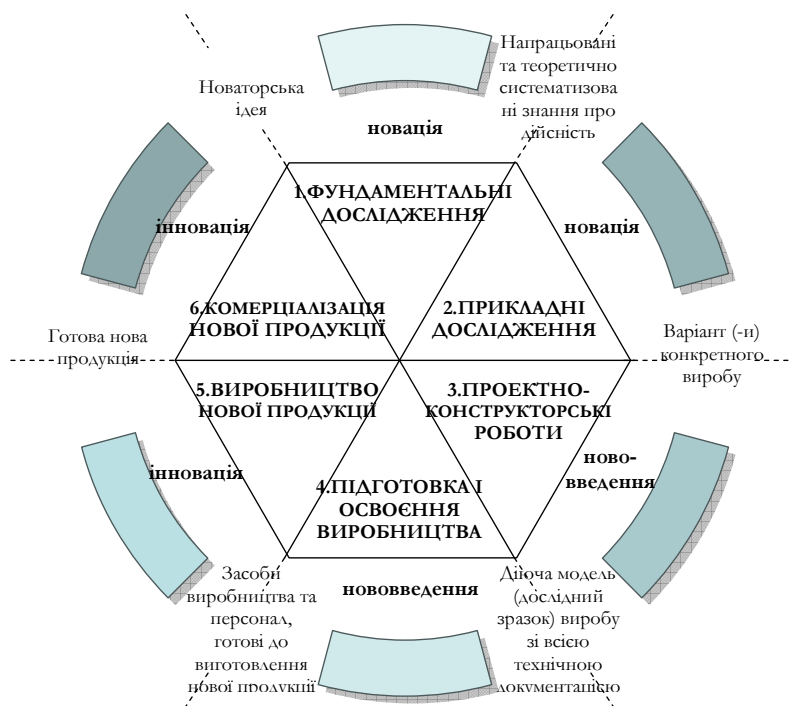 Новаторська
ідея
новація
Напрацьовані
та теоретично
систематизова
ні знання про
дійсність
1.ФУНДАМЕНТАЛЬНІ
ДОСЛІДЖЕННЯ
інновація
новація
6.КОМЕРЦІАЛІЗАЦІЯ
НОВОЇ ПРОДУКЦІЇ
2.ПРИКЛАДНІ
ДОСЛІДЖЕННЯ
Готова нова
продукція
Варіант (-и)
конкретного
виробу
5.ВИРОБНИЦТВО
НОВОЇ ПРОДУКЦІЇ
3.ПРОЕКТНО-
КОНСТРУКТОРСЬКІ
РОБОТИ
інновація
ново-
введення
4.ПІДГОТОВКА І
ОСВОЄННЯ
ВИРОБНИЦТВА
Засоби
виробництва та
персонал,
готові до
виготовлення
нової продукції
нововведення
Діюча модель
(дослідний
зразок) виробу
зі всією
технічною
документацією